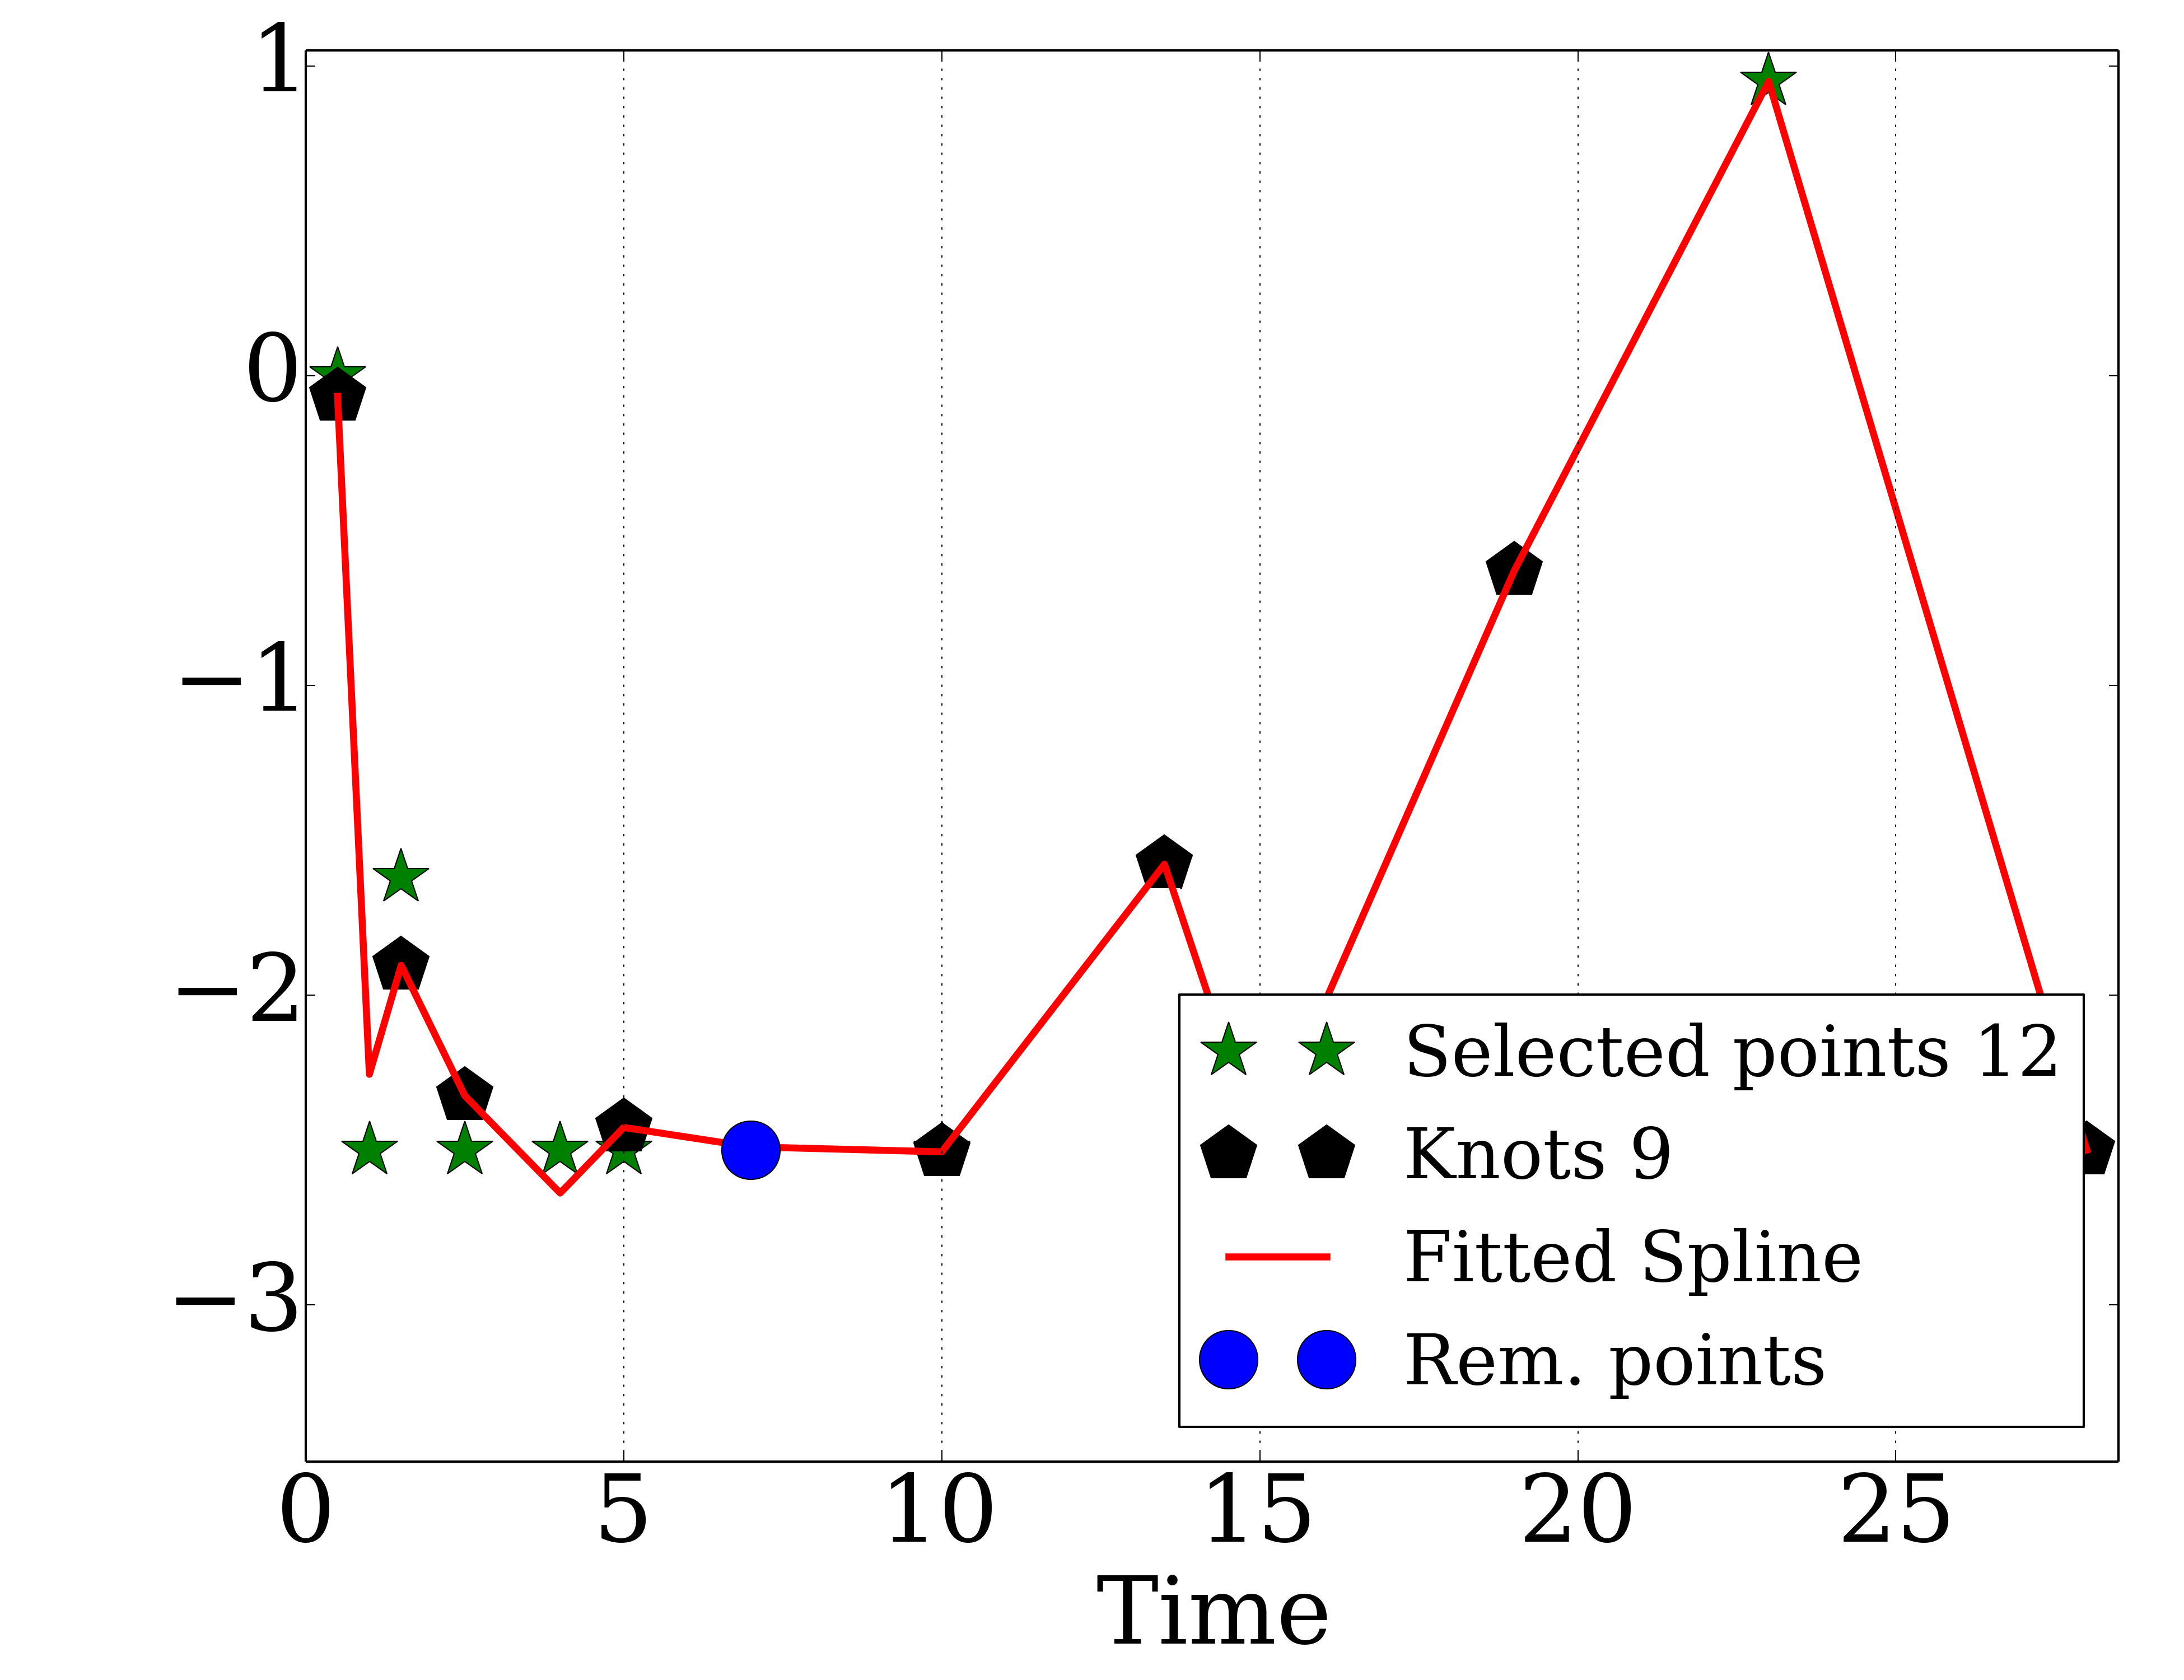 1
0
−1
−2
−3
0 5 10 15 20 25
Time
Selected points 12
Knots 9
Fitted Spline
Rem. points